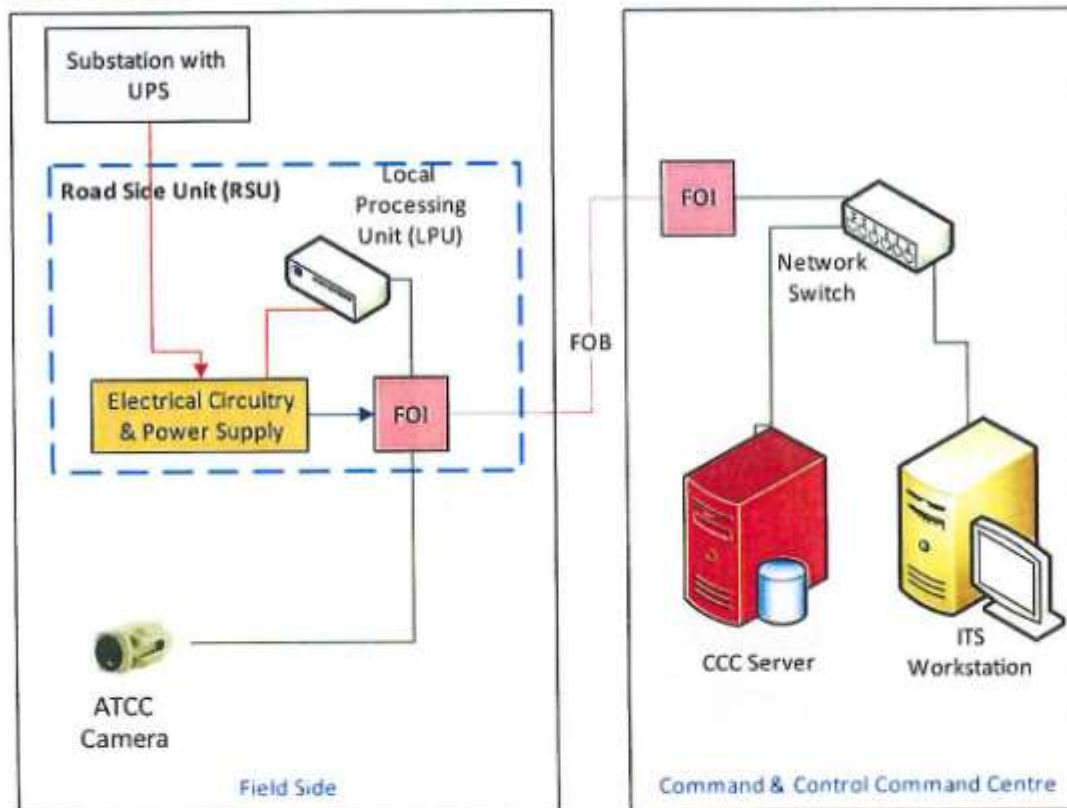 Substation with
UPS
Road Side Unit (RSU)
Local
Processing
Unit (LPU)
Electrical Circuitry
& Power Supply
FOI
ATCC
Camera
Field Side
FOB
FOI
Network
Switch
CCC Server
ITS
Workstation
Command & Control Command Centre